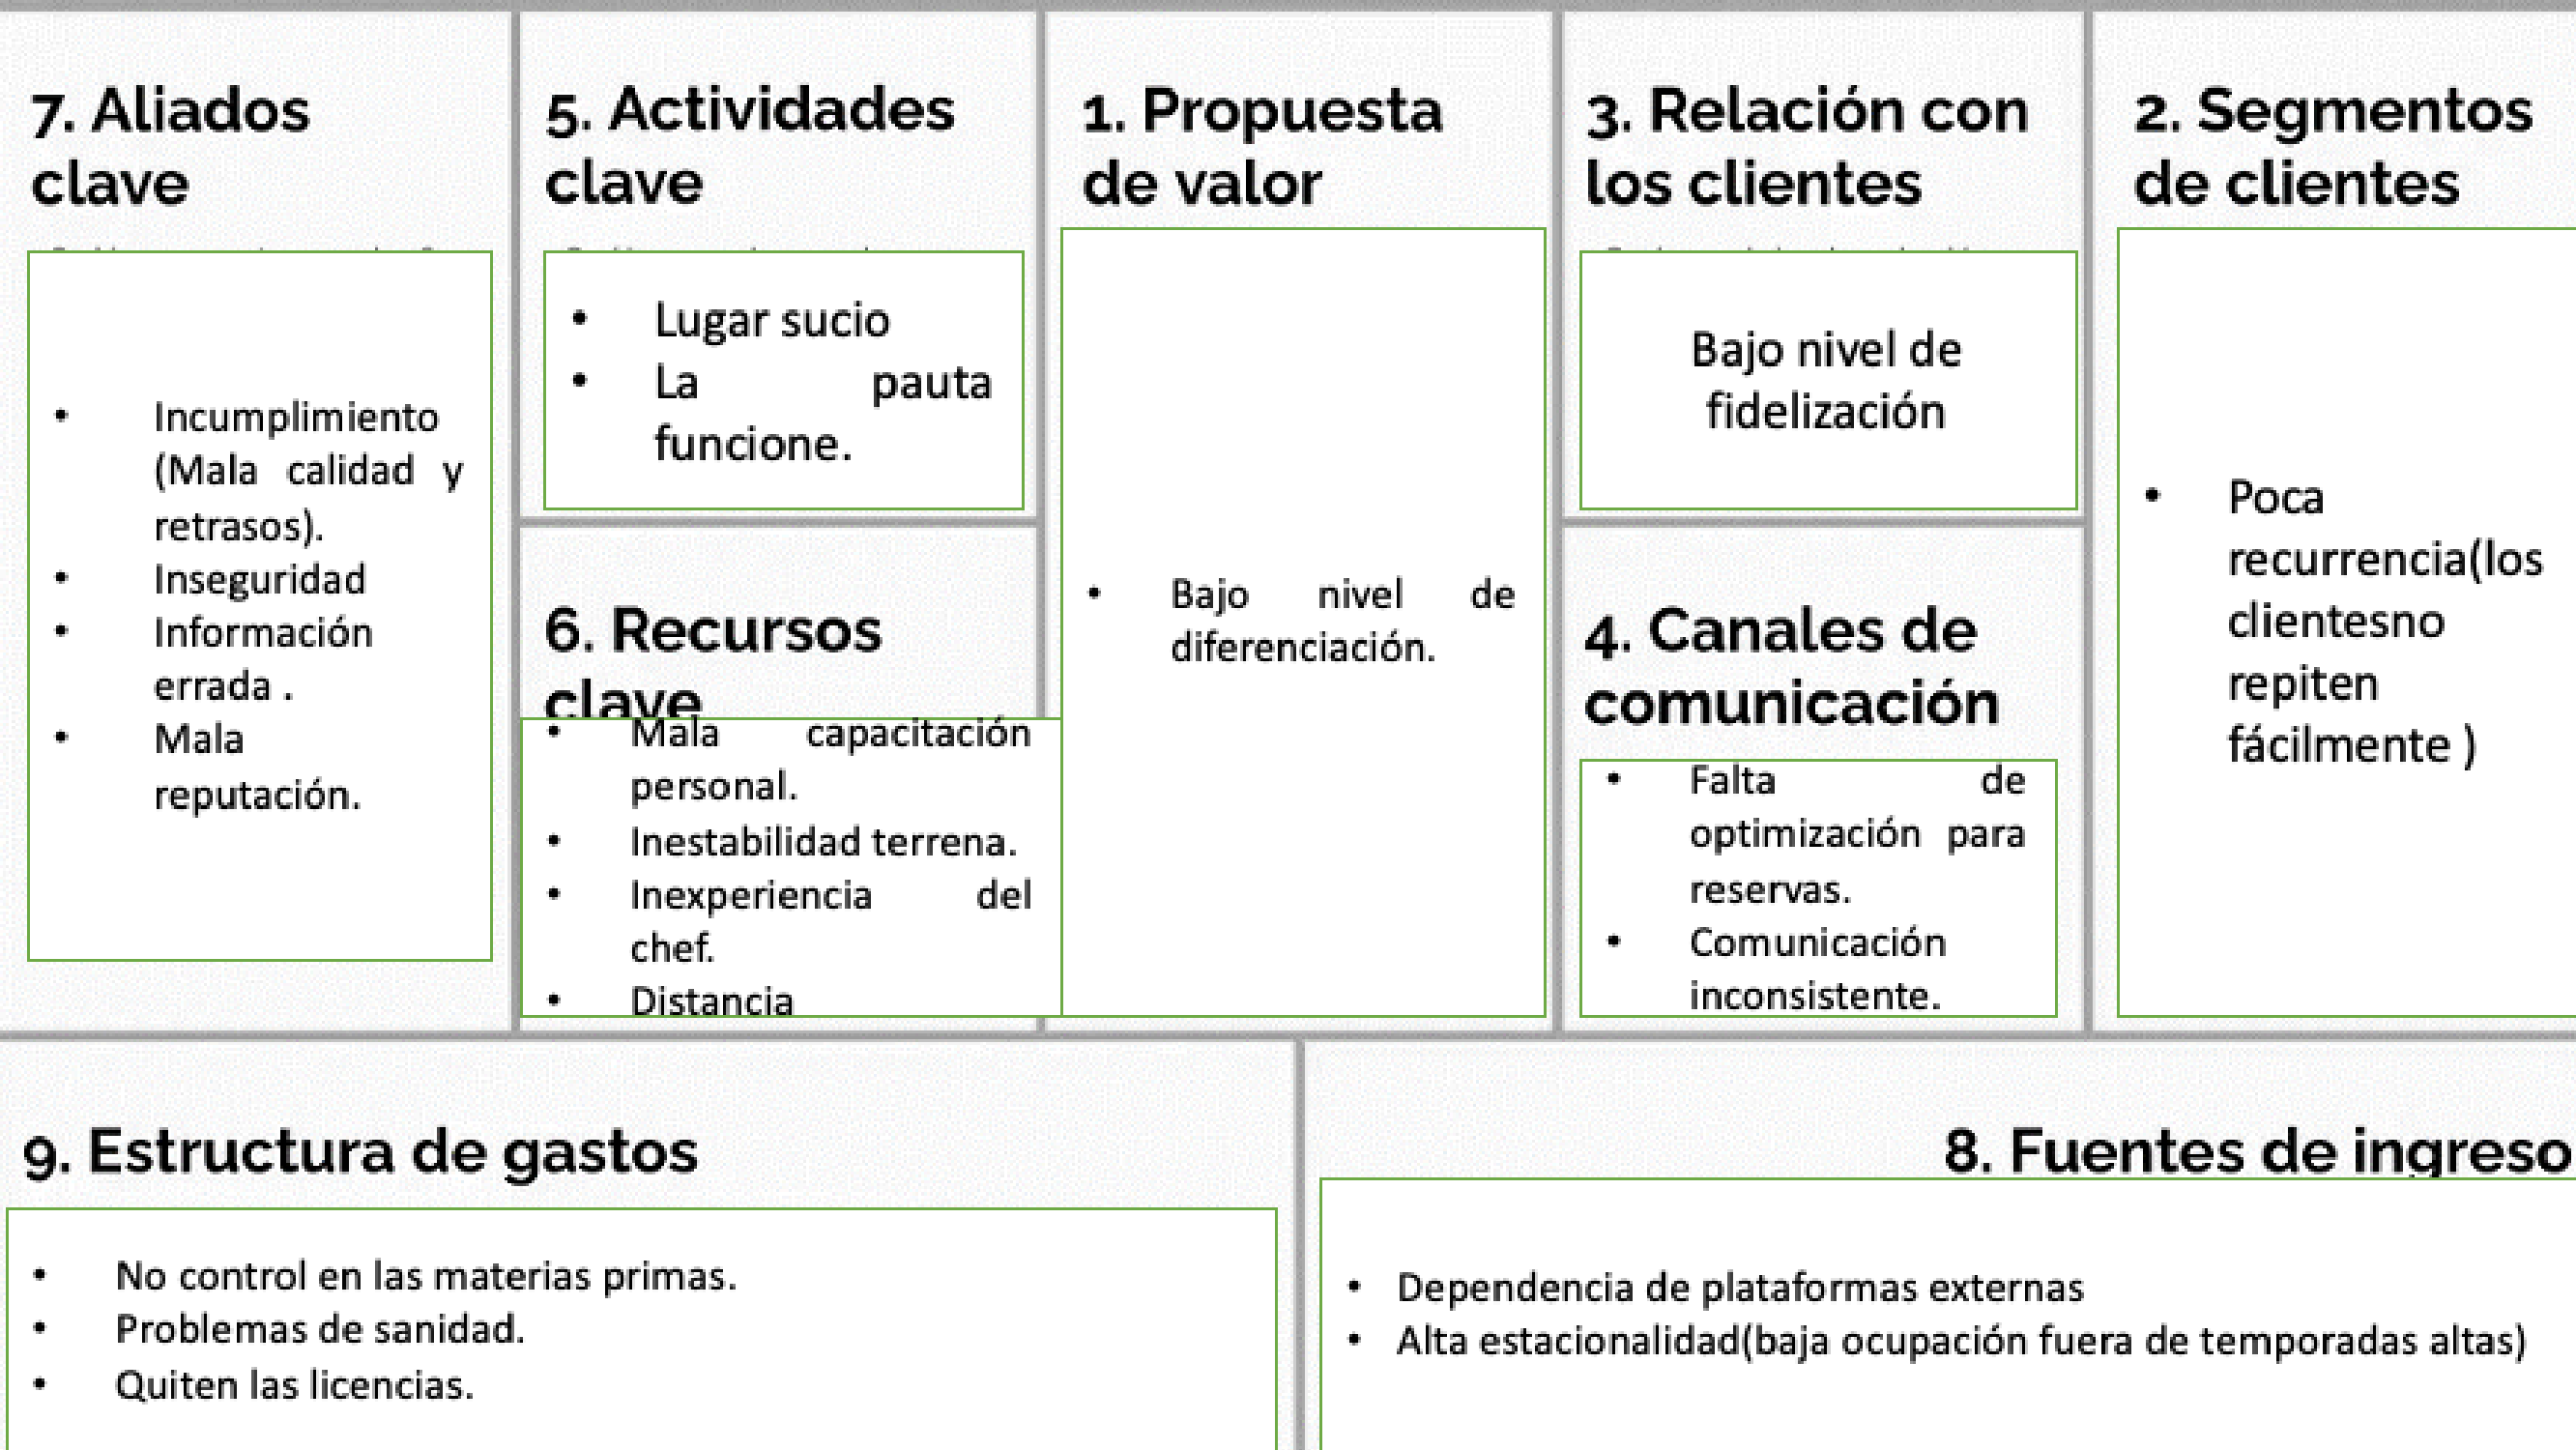 7. Aliados
clave
Incumplimiento
(Mala calidad y
retrasos).
Inseguridad
Información
errada .
Mala
reputación.
5. Actividades
clave
Lugar sucio
La pauta
funcione.
6. Recursos
clave
Mala capacitación
personal.
Inestabilidad terrena.
Inexperiencia del
chef.
Distancia
1. Propuesta
de valor
Bajo nivel de
diferenciación.
3. Relación con
los clientes
Bajo nivel de
fidelización
4. Canales de
comunicación
Falta de
optimización para
reservas.
Comunicación
inconsistente.
2. Segmentos
de clientes
Poca
recurrencia(los
clientesno
repiten
fácilmente )
9. Estructura de gastos
No control en las materias primas.
Problemas de sanidad.
Quiten las licencias.
8. Fuentes de ingreso
Dependencia de plataformas externas
Alta estacionalidad(baja ocupación fuera de temporadas altas)